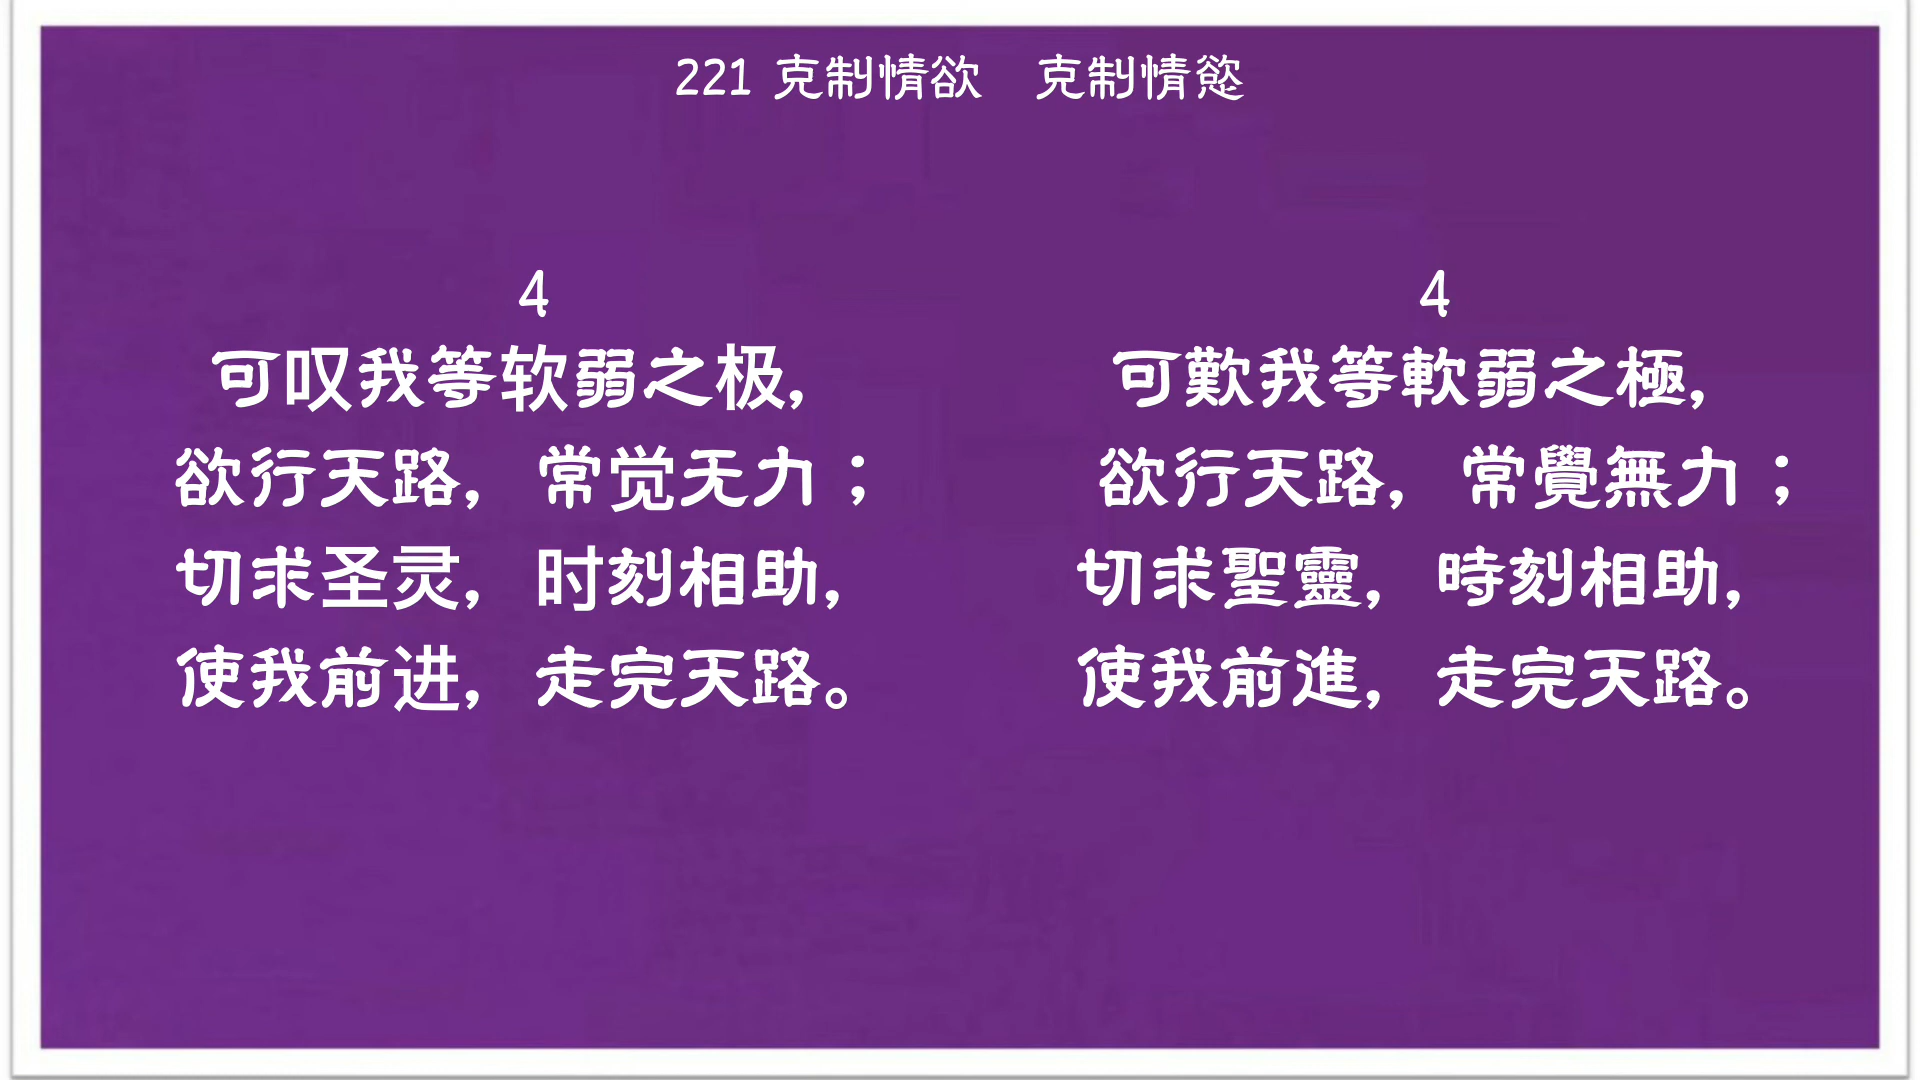 221 克制情欲　克制情慾
4
可叹我等软弱之极,
欲行天路, 常觉无力；
切求圣灵, 时刻相助,
使我前进, 走完天路。
4
可歎我等軟弱之極,
欲行天路, 常覺無力；
切求聖靈, 時刻相助,
使我前進, 走完天路。